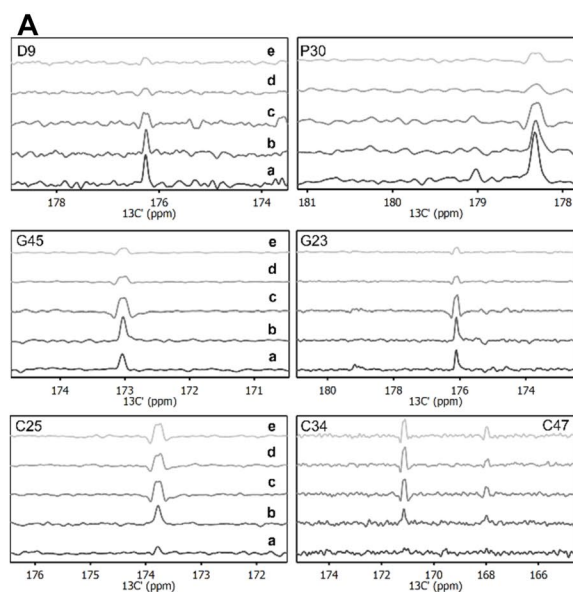 A
D9
e
d
c
b
a
178 177 176 175 174
13C' (ppm)
P30
181 180 179 178
13C' (ppm)
G45
e
d
c
b
a
174 173 172 171
13C' (ppm)
G23
180 178 176 174
13C' (ppm)
C25
e
d
c
b
a
176 175 174 173 172
13C' (ppm)
C34 C47
174 172 170 168 166
13C' (ppm)